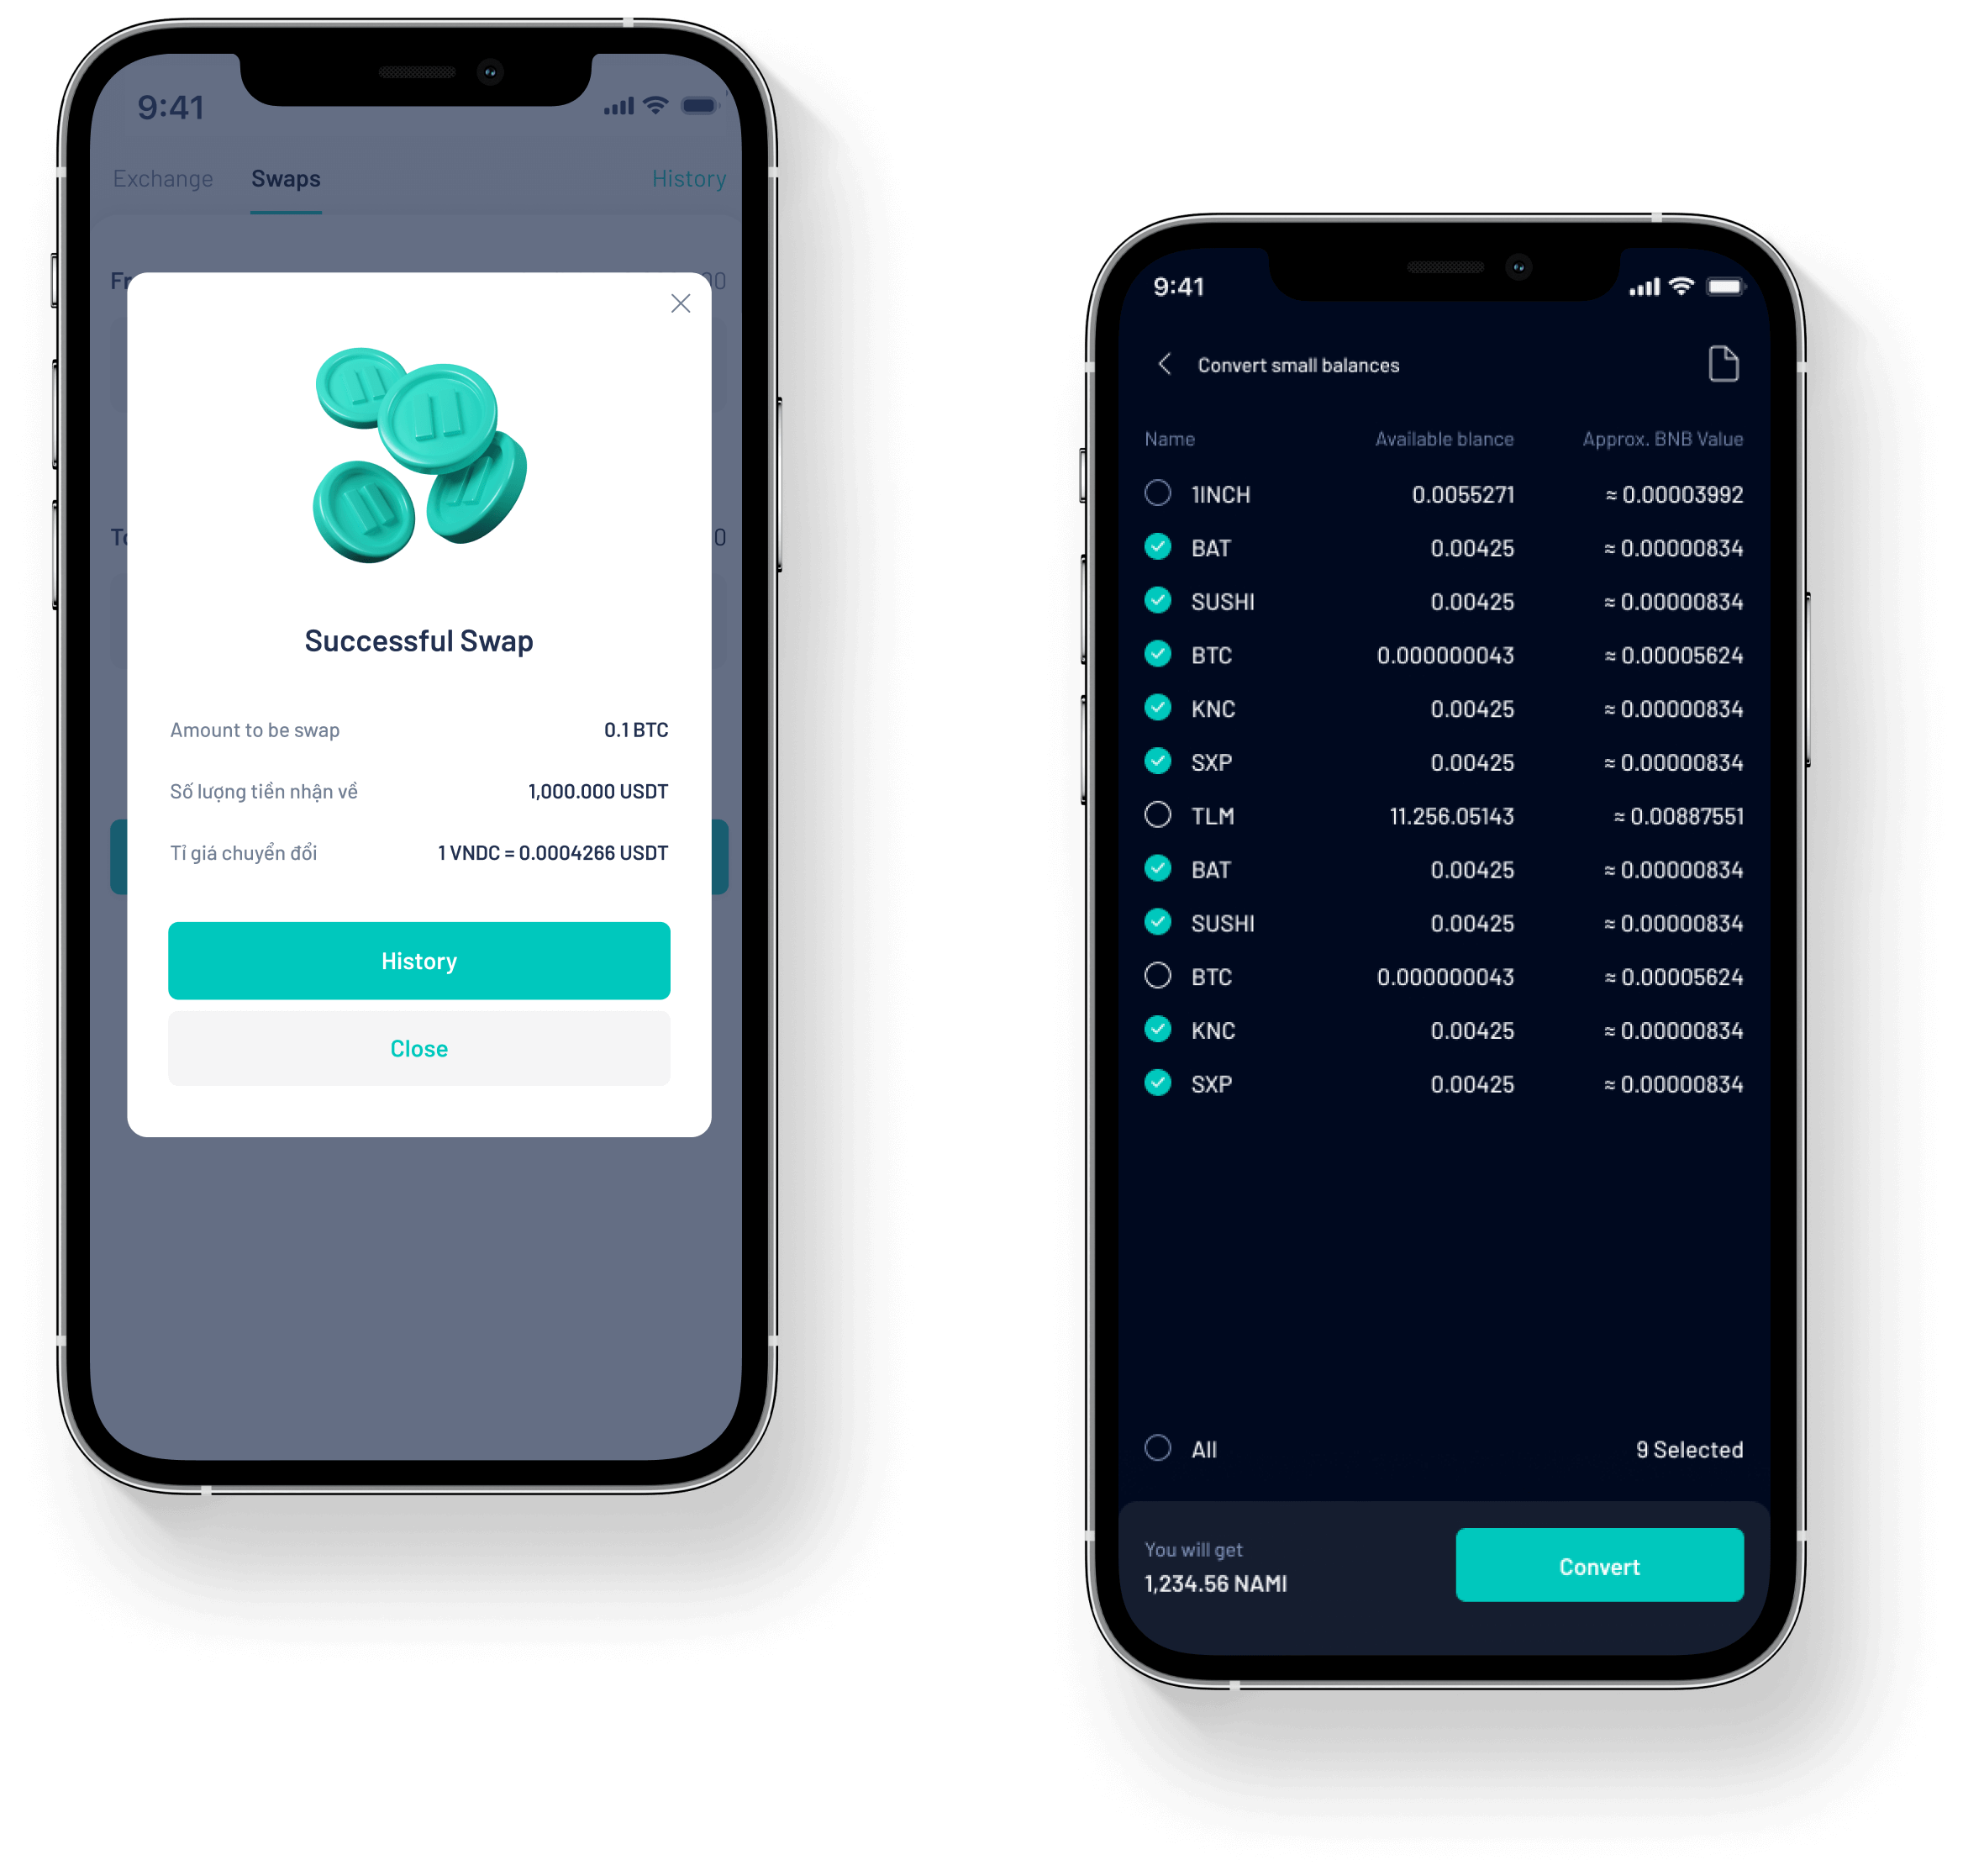 9:41
Exchange Swaps History
Successful Swap
Amount to be swap 0.1 BTC
Số lượng tiền nhận về 1,000.000 USDT
Tỉ giá chuyển đổi 1 VNDC = 0.0004266 USDT
History
Close
9:41
Convert small balances
Name Available blance Approx. BNB Value
1INCH 0.0055271 ≈ 0.00003992
BAT 0.00425 ≈ 0.00000834
SUSHI 0.00425 ≈ 0.00000834
BTC 0.000000043 ≈ 0.00005624
KNC 0.00425 ≈ 0.00000834
SXP 0.00425 ≈ 0.00000834
TLM 11.256.05143 ≈ 0.00887551
BAT 0.00425 ≈ 0.00000834
SUSHI 0.00425 ≈ 0.00000834
BTC 0.000000043 ≈ 0.00005624
KNC 0.00425 ≈ 0.00000834
SXP 0.00425 ≈ 0.00000834
All 9 Selected
You will get
1,234.56 NAMI
Convert